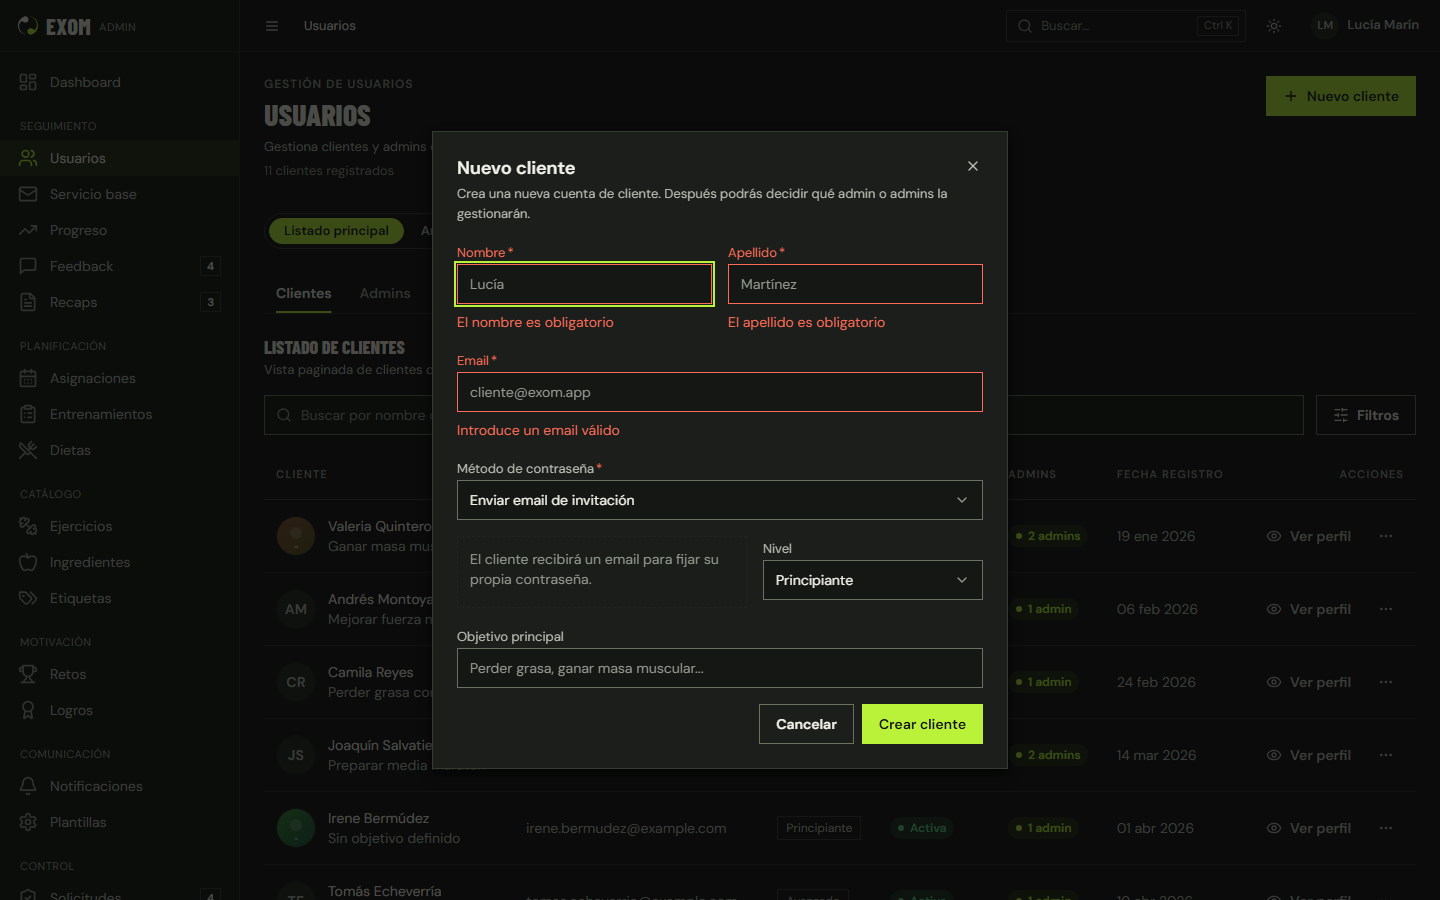 EXOM ADMIN
Usuarios
Buscar...
Ctrl K
LM
Lucía Marín
Dashboard
SEGUIMIENTO
Usuarios
Servicio base
Progreso
Feedback 4
Recaps 3
PLANIFICACIÓN
Asignaciones
Entrenamientos
Dietas
CATÁLOGO
Ejercicios
Ingredientes
Etiquetas
MOTIVACIÓN
Retos
Logros
COMUNICACIÓN
Notificaciones
Plantillas
CONTROL
Solicitudes 4
GESTIÓN DE USUARIOS
USUARIOS
Gestiona clientes y admins
11 clientes registrados
Nuevo cliente
Listado principal
Clientes
Admins
LISTADO DE CLIENTES
Vista paginada de clientes
Buscar por nombre
Filtros
CLIENTE
ADMINS
FECHA REGISTRO
ACCIONES
Valeria Quintero
Ganar masa
2 admins
19 ene 2026
Ver perfil
AM
Andrés Montoya
Mejorar fuerza
1 admin
06 feb 2026
Ver perfil
CR
Camila Reyes
Perder grasa
1 admin
24 feb 2026
Ver perfil
JS
Joaquín
Preparar media
2 admins
14 mar 2026
Ver perfil
Irene Bermúdez
Sin objetivo definido
irene.bermudez@example.com
Principiante
Activa
1 admin
01 abr 2026
Ver perfil
Tomás Echeverría
Nuevo cliente
Crea una nueva cuenta de cliente. Después podrás decidir qué admin o admins la
gestionarán.
Nombre *
Lucía
El nombre es obligatorio
Apellido *
Martínez
El apellido es obligatorio
Email *
cliente@exom.app
Introduce un email válido
Método de contraseña *
Enviar email de invitación
El cliente recibirá un email para fijar su
propia contraseña.
Nivel
Principiante
Objetivo principal
Perder grasa, ganar masa muscular...
Cancelar
Crear cliente